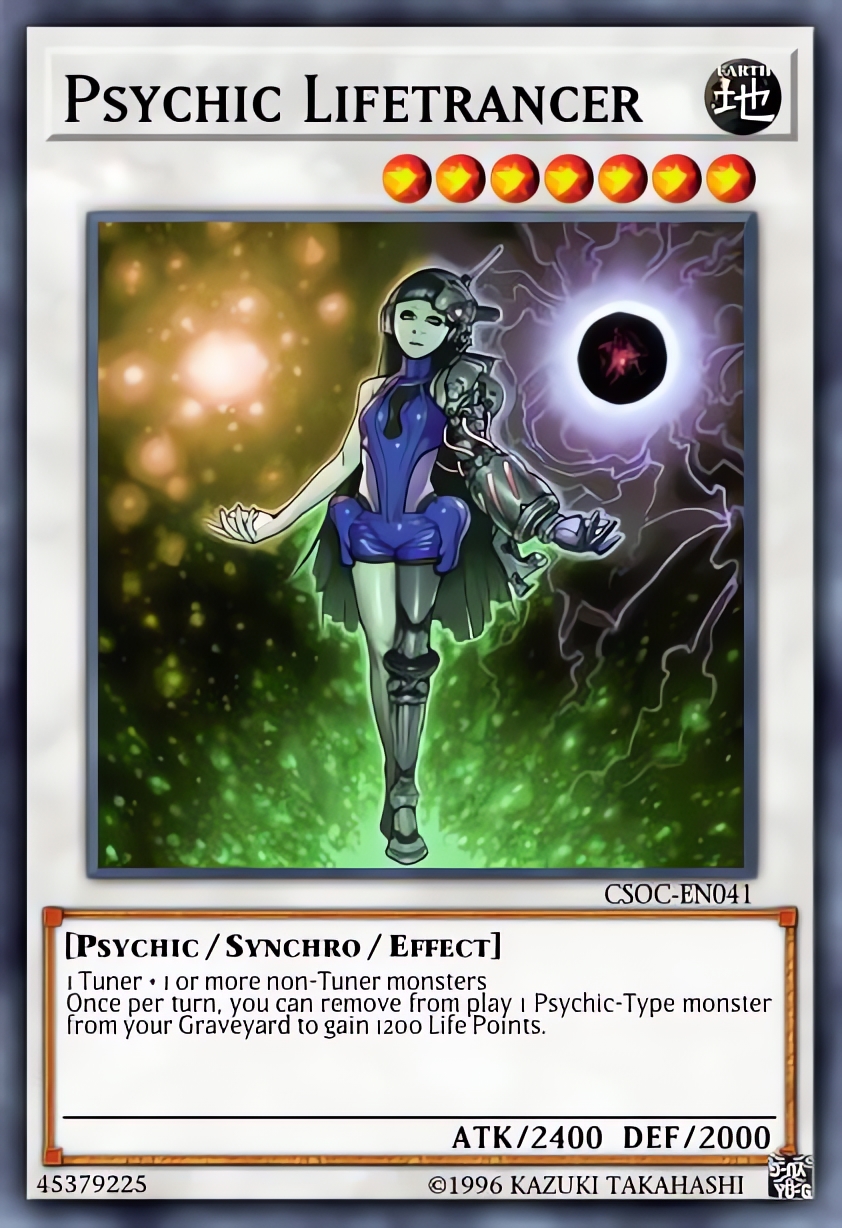 PSYCHIC LIFETRANCER
EARTH
地
CSOC-EN041
[PSYCHIC / SYNCHRO / EFFECT]
1 Tuner + 1 or more non-Tuner monsters
Once per turn, you can remove from play 1 Psychic-Type monster
from your Graveyard to gain 1200 Life Points.
ATK/2400 DEF/2000
45379225
©1996 KAZUKI TAKAHASHI